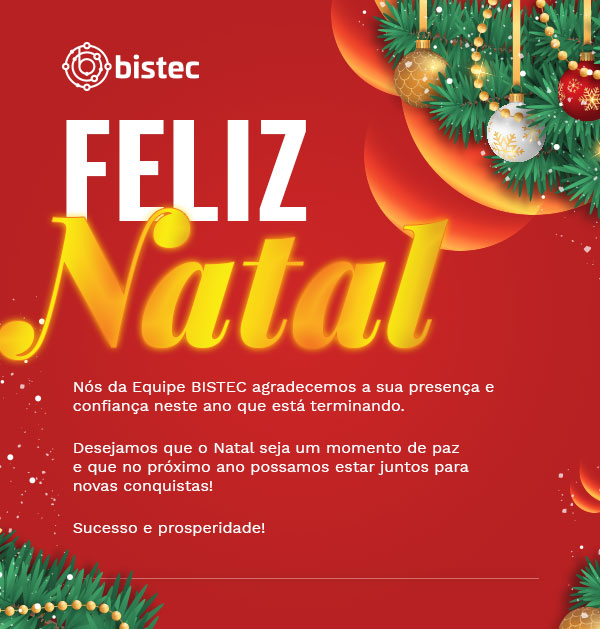 bistec
FELIZ
Natal
Nós da Equipe BISTEC agradecemos a sua presença e
confiança neste ano que está terminando.
Desejamos que o Natal seja um momento de paz
e que no próximo ano possamos estar juntos para
novas conquistas!
Sucesso e prosperidade!